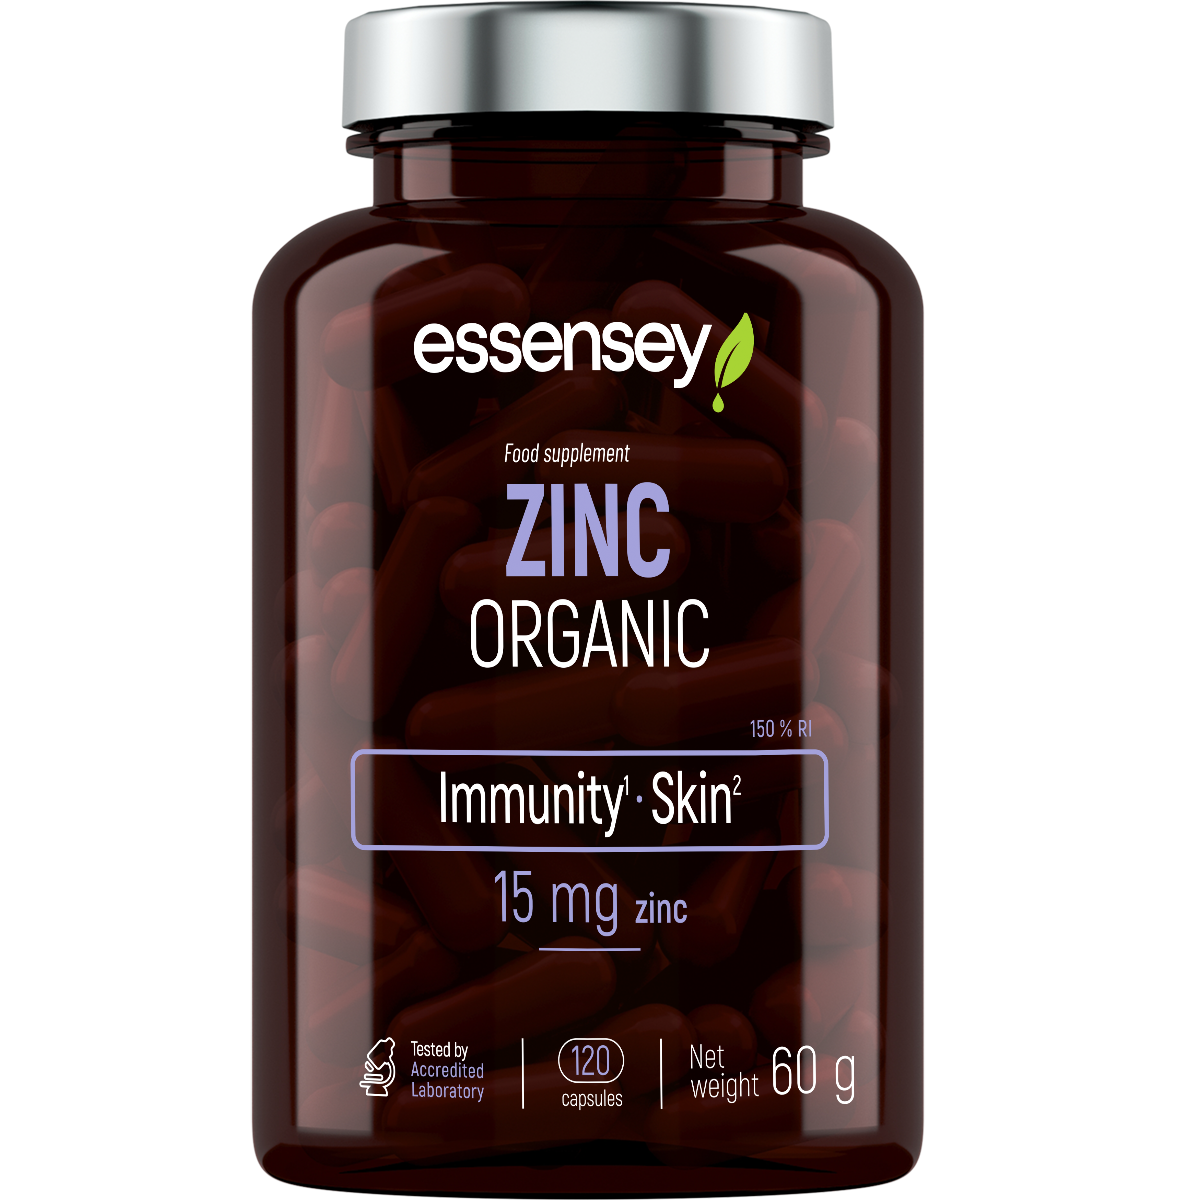 essensey
Food supplement
ZINC
ORGANIC
150 % RI
Immunity¹ · Skin²
15 mg zinc
Tested by
Accredited
Laboratory
120
capsules
Net
weight 60 g